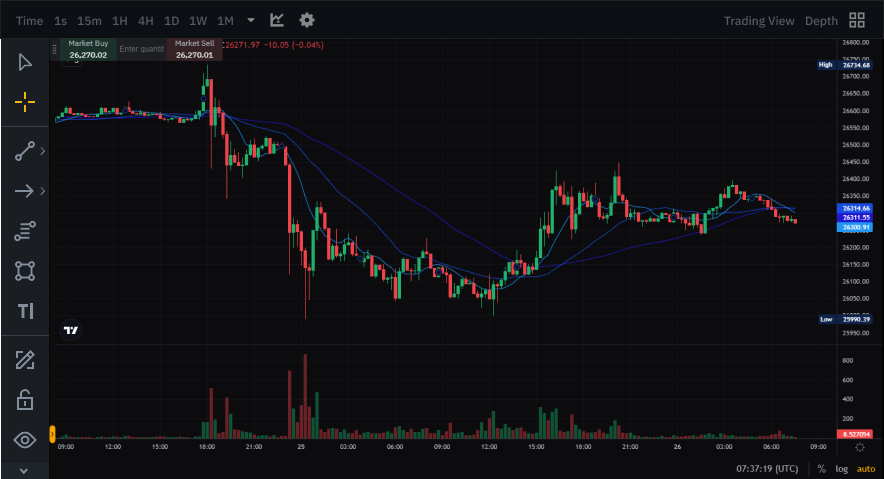 Time 1s 15m 1H 4H 1D 1W 1M
Trading View Depth
Market Buy
26,270.02
Enter quantit
Market Sell
26,270.01
26271.97 −10.05 (−0.04%)
26800.00
High 26734.68
26700.00
26650.00
26600.00
26550.00
26500.00
26450.00
26400.00
26350.00
26314.66
26311.55
26300.91
26200.00
26150.00
26100.00
26050.00
Low 25990.39
25950.00
800
600
400
200
8.527054
09:00 12:00 15:00 18:00 21:00 25 03:00 06:00 09:00 12:00 15:00 18:00 21:00 26 03:00 06:00 09:00
07:37:19 (UTC) % log auto